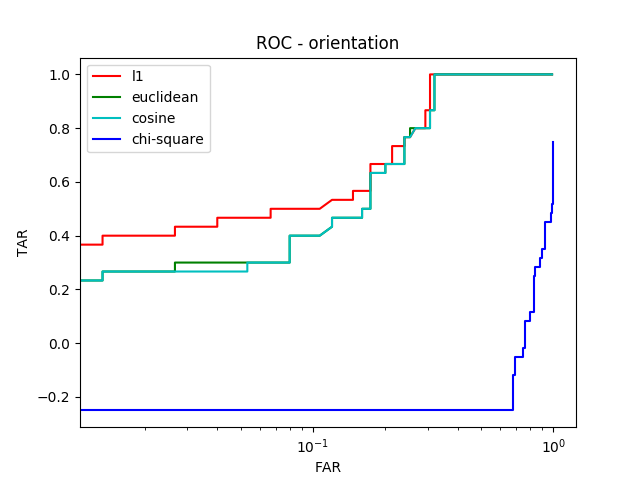 ROC - orientation
l1
euclidean
cosine
chi-square
1.0
0.8
0.6
0.4
0.2
0.0
−0.2
TAR
10⁻¹
10⁰
FAR